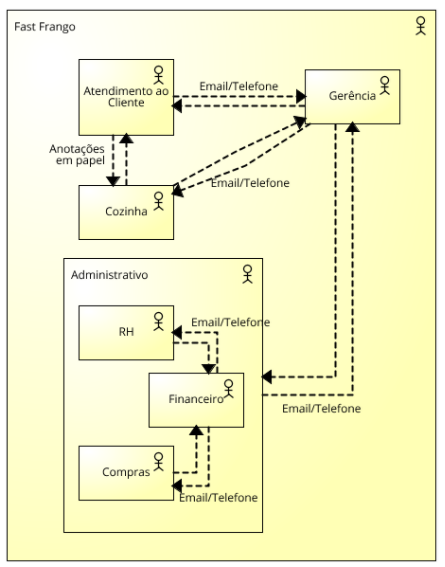 Fast Frango
Atendimento ao
Cliente
Email/Telefone
Gerência
Anotações
em papel
Email/Telefone
Cozinha
Administrativo
Email/Telefone
RH
Financeiro
Email/Telefone
Compras
Email/Telefone